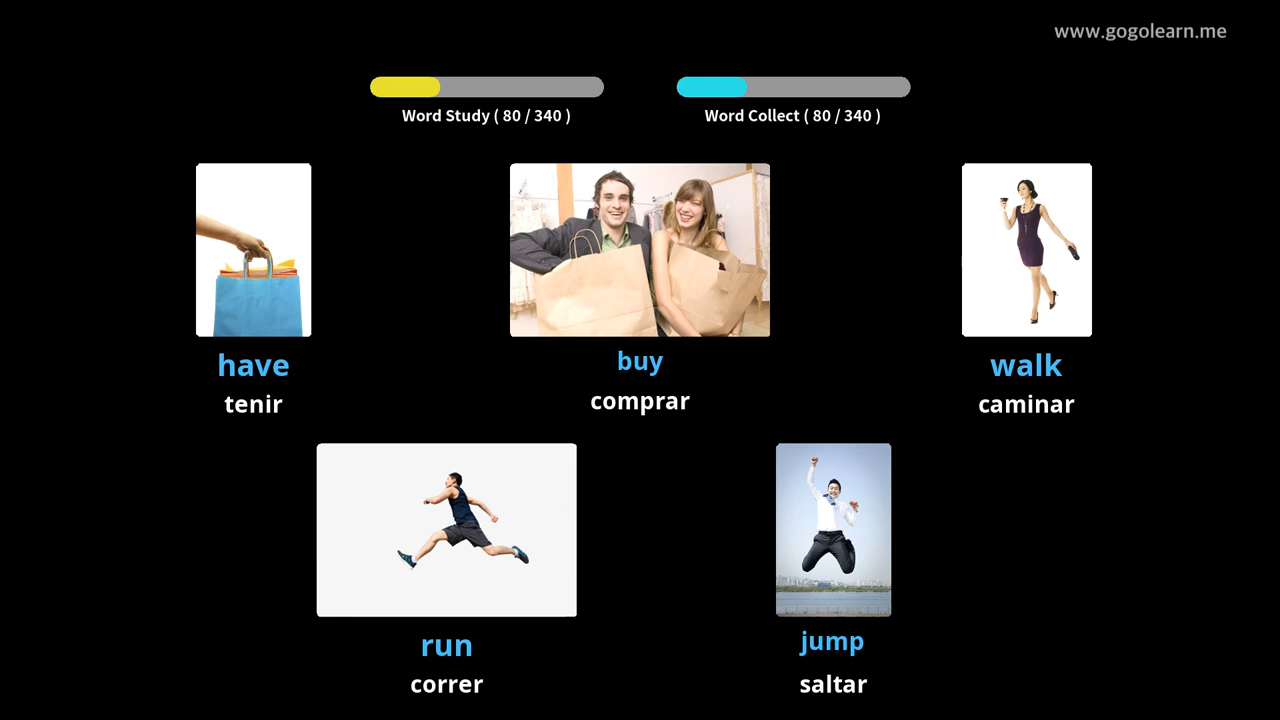 www.gogolearn.me
Word Study ( 80 / 340 )
Word Collect ( 80 / 340 )
have
tenir
buy
comprar
walk
caminar
run
correr
jump
saltar